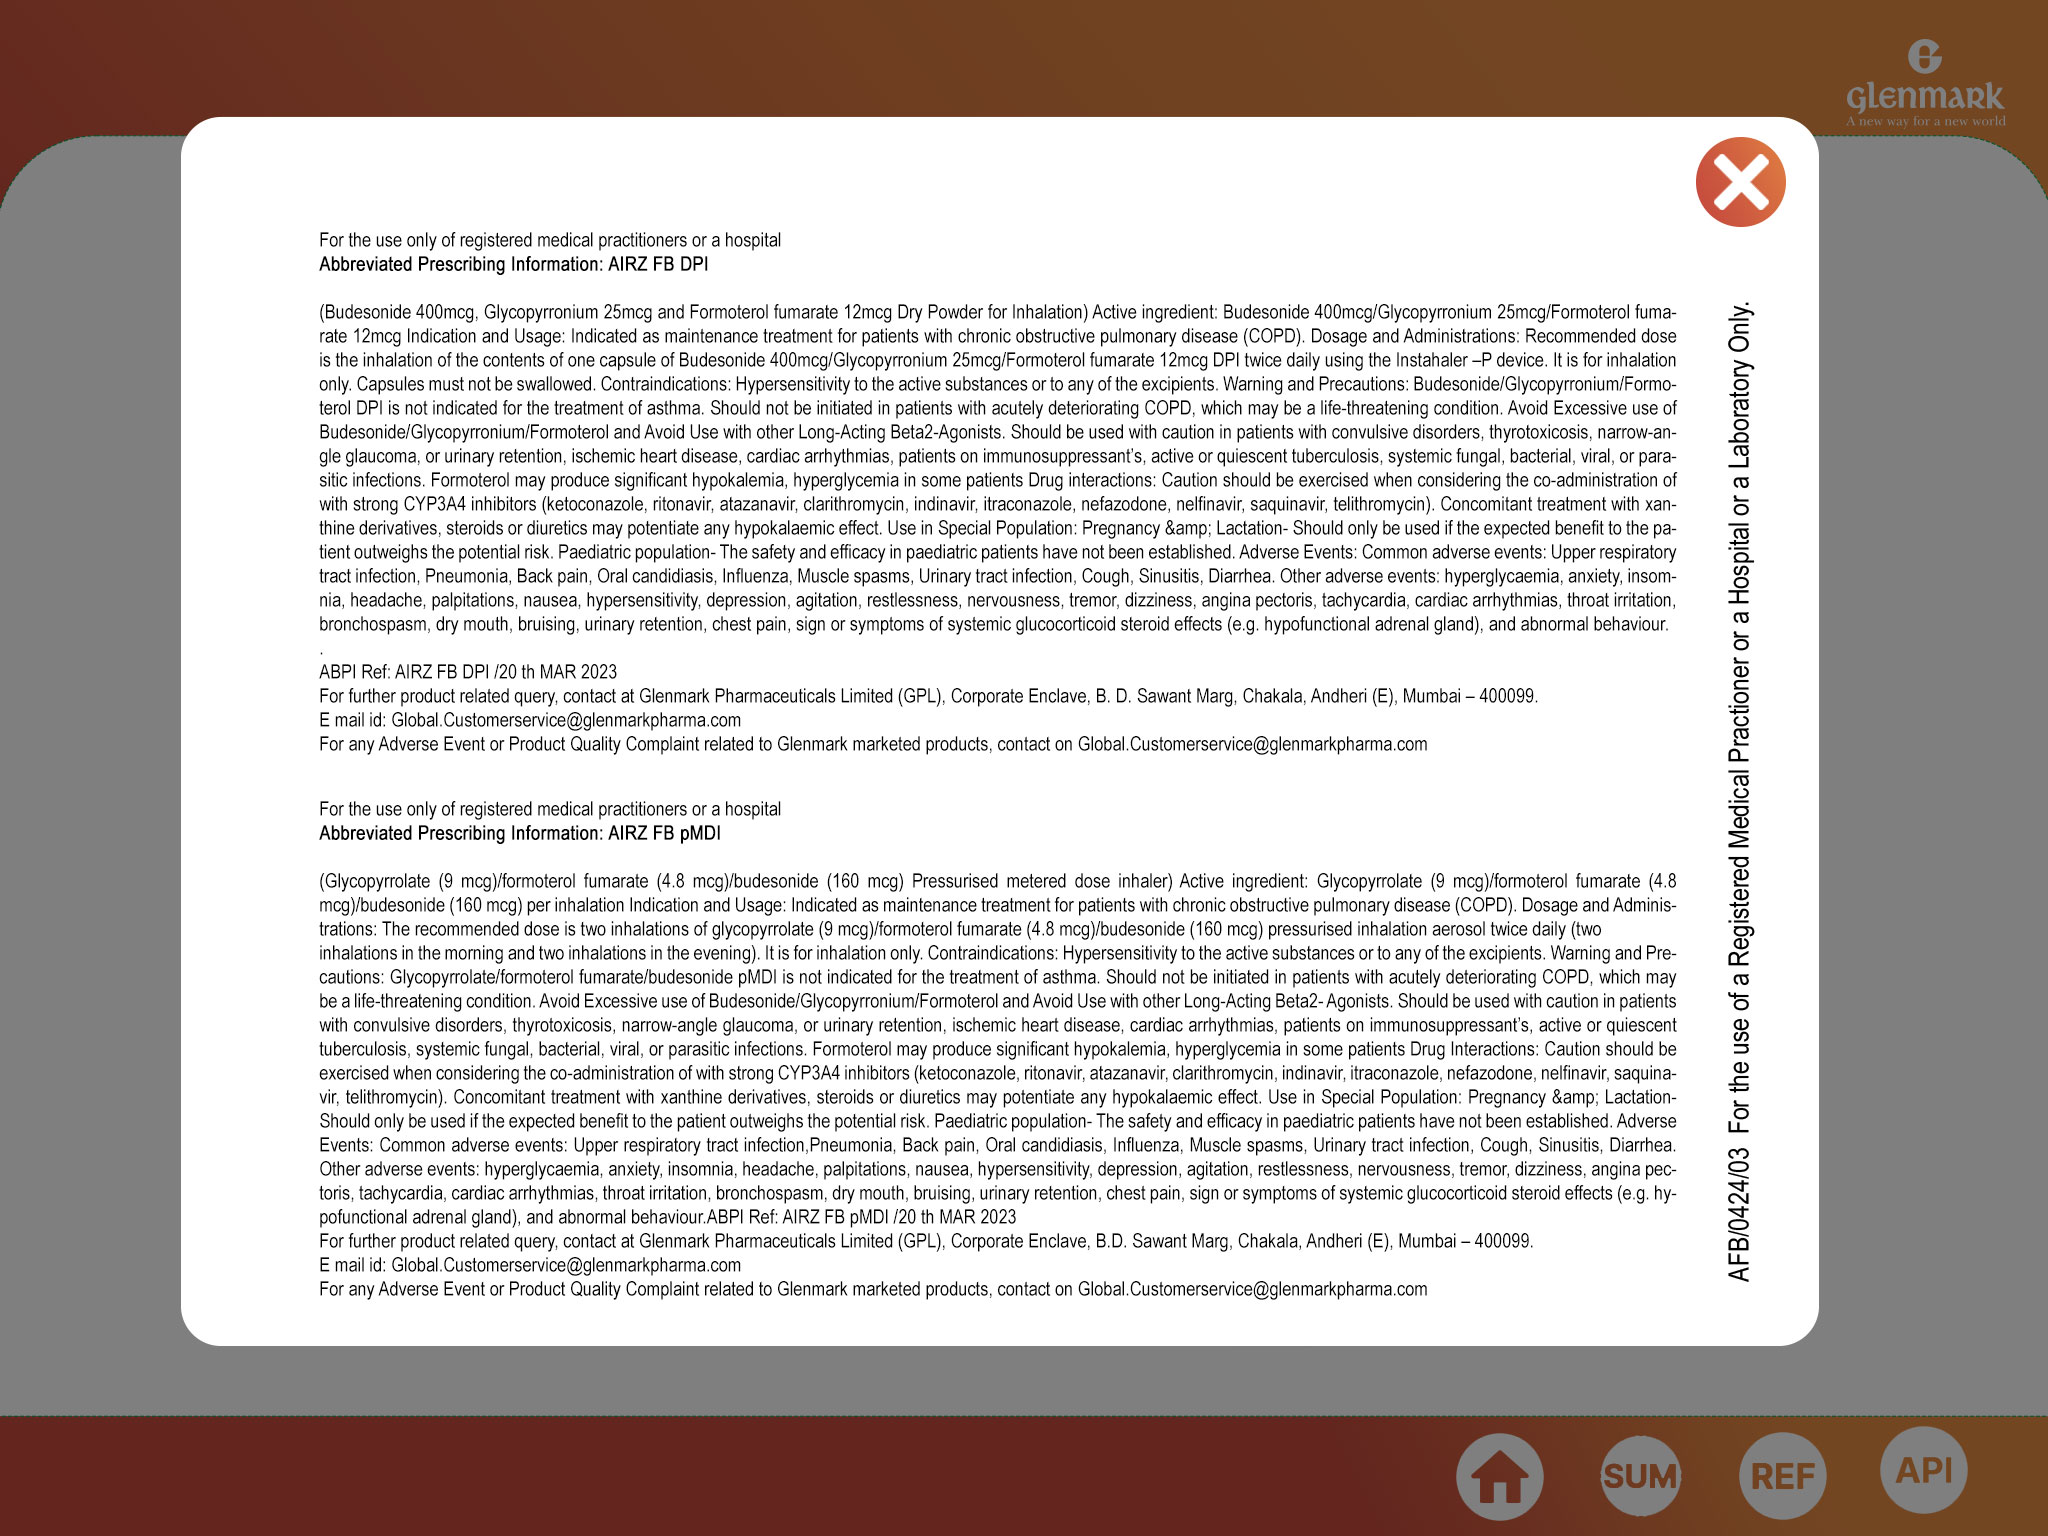 glenmark
A new way for a new world
For the use only of registered medical practitioners or a hospital
Abbreviated Prescribing Information: AIRZ FB DPI
(Budesonide 400mcg, Glycopyrronium 25mcg and Formoterol fumarate 12mcg Dry Powder for Inhalation) Active ingredient: Budesonide 400mcg/Glycopyrronium 25mcg/Formoterol fuma-
rate 12mcg Indication and Usage: Indicated as maintenance treatment for patients with chronic obstructive pulmonary disease (COPD). Dosage and Administrations: Recommended dose
is the inhalation of the contents of one capsule of Budesonide 400mcg/Glycopyrronium 25mcg/Formoterol fumarate 12mcg DPI twice daily using the Instahaler –P device. It is for inhalation
only. Capsules must not be swallowed. Contraindications: Hypersensitivity to the active substances or to any of the excipients. Warning and Precautions: Budesonide/Glycopyrronium/Formo-
terol DPI is not indicated for the treatment of asthma. Should not be initiated in patients with acutely deteriorating COPD, which may be a life-threatening condition. Avoid Excessive use of
Budesonide/Glycopyrronium/Formoterol and Avoid Use with other Long-Acting Beta2-Agonists. Should be used with caution in patients with convulsive disorders, thyrotoxicosis, narrow-an-
gle glaucoma, or urinary retention, ischemic heart disease, cardiac arrhythmias, patients on immunosuppressant's, active or quiescent tuberculosis, systemic fungal, bacterial, viral, or para-
sitic infections. Formoterol may produce significant hypokalemia, hyperglycemia in some patients Drug interactions: Caution should be exercised when considering the co-administration of
with strong CYP3A4 inhibitors (ketoconazole, ritonavir, atazanavir, clarithromycin, indinavir, itraconazole, nefazodone, nelfinavir, saquinavir, telithromycin). Concomitant treatment with xan-
thine derivatives, steroids or diuretics may potentiate any hypokalaemic effect. Use in Special Population: Pregnancy &amp; Lactation- Should only be used if the expected benefit to the pa-
tient outweighs the potential risk. Paediatric population- The safety and efficacy in paediatric patients have not been established. Adverse Events: Common adverse events: Upper respiratory
tract infection, Pneumonia, Back pain, Oral candidiasis, Influenza, Muscle spasms, Urinary tract infection, Cough, Sinusitis, Diarrhea. Other adverse events: hyperglycaemia, anxiety, insom-
nia, headache, palpitations, nausea, hypersensitivity, depression, agitation, restlessness, nervousness, tremor, dizziness, angina pectoris, tachycardia, cardiac arrhythmias, throat irritation,
bronchospasm, dry mouth, bruising, urinary retention, chest pain, sign or symptoms of systemic glucocorticoid steroid effects (e.g. hypofunctional adrenal gland), and abnormal behaviour.
.
ABPI Ref: AIRZ FB DPI /20 th MAR 2023
For further product related query, contact at Glenmark Pharmaceuticals Limited (GPL), Corporate Enclave, B. D. Sawant Marg, Chakala, Andheri (E), Mumbai – 400099.
E mail id: Global.Customerservice@glenmarkpharma.com
For any Adverse Event or Product Quality Complaint related to Glenmark marketed products, contact on Global.Customerservice@glenmarkpharma.com
For the use only of registered medical practitioners or a hospital
Abbreviated Prescribing Information: AIRZ FB pMDI
(Glycopyrrolate (9 mcg)/formoterol fumarate (4.8 mcg)/budesonide (160 mcg) Pressurised metered dose inhaler) Active ingredient: Glycopyrrolate (9 mcg)/formoterol fumarate (4.8
mcg)/budesonide (160 mcg) per inhalation Indication and Usage: Indicated as maintenance treatment for patients with chronic obstructive pulmonary disease (COPD). Dosage and Adminis-
trations: The recommended dose is two inhalations of glycopyrrolate (9 mcg)/formoterol fumarate (4.8 mcg)/budesonide (160 mcg) pressurised inhalation aerosol twice daily (two
inhalations in the morning and two inhalations in the evening). It is for inhalation only. Contraindications: Hypersensitivity to the active substances or to any of the excipients. Warning and Pre-
cautions: Glycopyrrolate/formoterol fumarate/budesonide pMDI is not indicated for the treatment of asthma. Should not be initiated in patients with acutely deteriorating COPD, which may
be a life-threatening condition. Avoid Excessive use of Budesonide/Glycopyrronium/Formoterol and Avoid Use with other Long-Acting Beta2- Agonists. Should be used with caution in patients
with convulsive disorders, thyrotoxicosis, narrow-angle glaucoma, or urinary retention, ischemic heart disease, cardiac arrhythmias, patients on immunosuppressant's, active or quiescent
tuberculosis, systemic fungal, bacterial, viral, or parasitic infections. Formoterol may produce significant hypokalemia, hyperglycemia in some patients Drug Interactions: Caution should be
exercised when considering the co-administration of with strong CYP3A4 inhibitors (ketoconazole, ritonavir, atazanavir, clarithromycin, indinavir, itraconazole, nefazodone, nelfinavir, saquina-
vir, telithromycin). Concomitant treatment with xanthine derivatives, steroids or diuretics may potentiate any hypokalaemic effect. Use in Special Population: Pregnancy &amp; Lactation-
Should only be used if the expected benefit to the patient outweighs the potential risk. Paediatric population- The safety and efficacy in paediatric patients have not been established. Adverse
Events: Common adverse events: Upper respiratory tract infection,Pneumonia, Back pain, Oral candidiasis, Influenza, Muscle spasms, Urinary tract infection, Cough, Sinusitis, Diarrhea.
Other adverse events: hyperglycaemia, anxiety, insomnia, headache, palpitations, nausea, hypersensitivity, depression, agitation, restlessness, nervousness, tremor, dizziness, angina pec-
toris, tachycardia, cardiac arrhythmias, throat irritation, bronchospasm, dry mouth, bruising, urinary retention, chest pain, sign or symptoms of systemic glucocorticoid steroid effects (e.g. hy-
pofunctional adrenal gland), and abnormal behaviour.ABPI Ref: AIRZ FB pMDI /20 th MAR 2023
For further product related query, contact at Glenmark Pharmaceuticals Limited (GPL), Corporate Enclave, B.D. Sawant Marg, Chakala, Andheri (E), Mumbai – 400099.
E mail id: Global.Customerservice@glenmarkpharma.com
For any Adverse Event or Product Quality Complaint related to Glenmark marketed products, contact on Global.Customerservice@glenmarkpharma.com
AFB/0424/03 For the use of a Registered Medical Practioner or a Hospital or a Laboratory Only.
SUM
REF
API